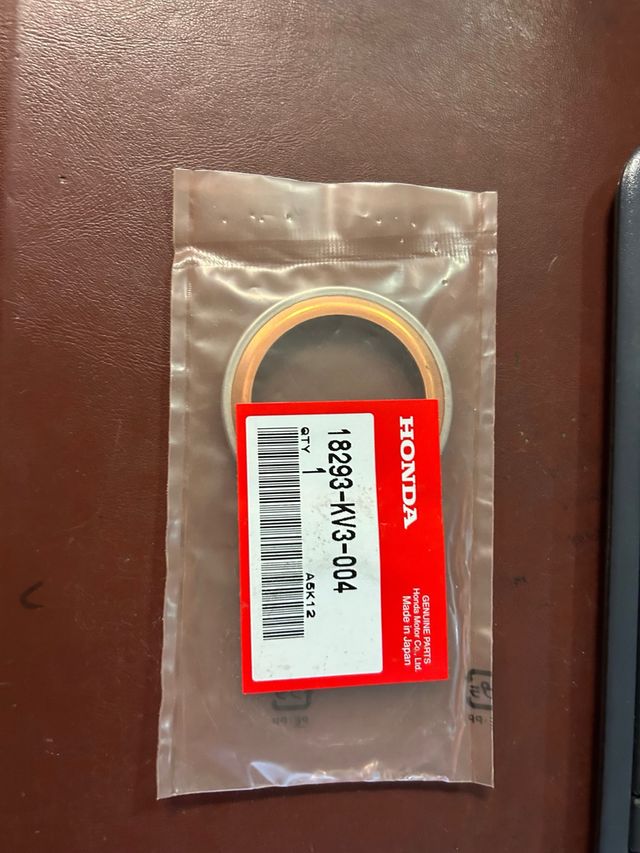 HONDA
GENUINE PARTS
Honda Motor Co., Ltd.
Made in Japan
18293-KV3-004
QTY 1
A5K12